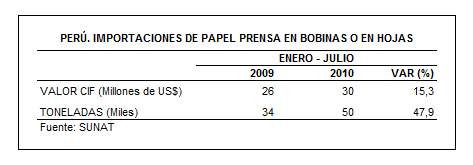 PERÚ. IMPORTACIONES DE PAPEL PRENSA EN BOBINAS O EN HOJAS
ENERO - JULIO
2009 2010 VAR (%)
VALOR CIF (Millones de US$) 26 30 15,3
TONELADAS (Miles) 34 50 47,9
Fuente: SUNAT